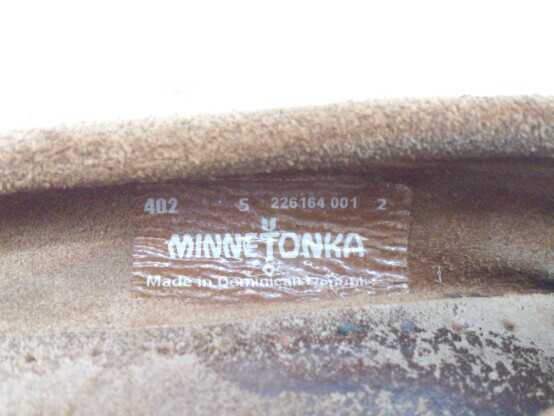 402 5 226164 001 2
MINNETONKA
Made in Dominican Republic